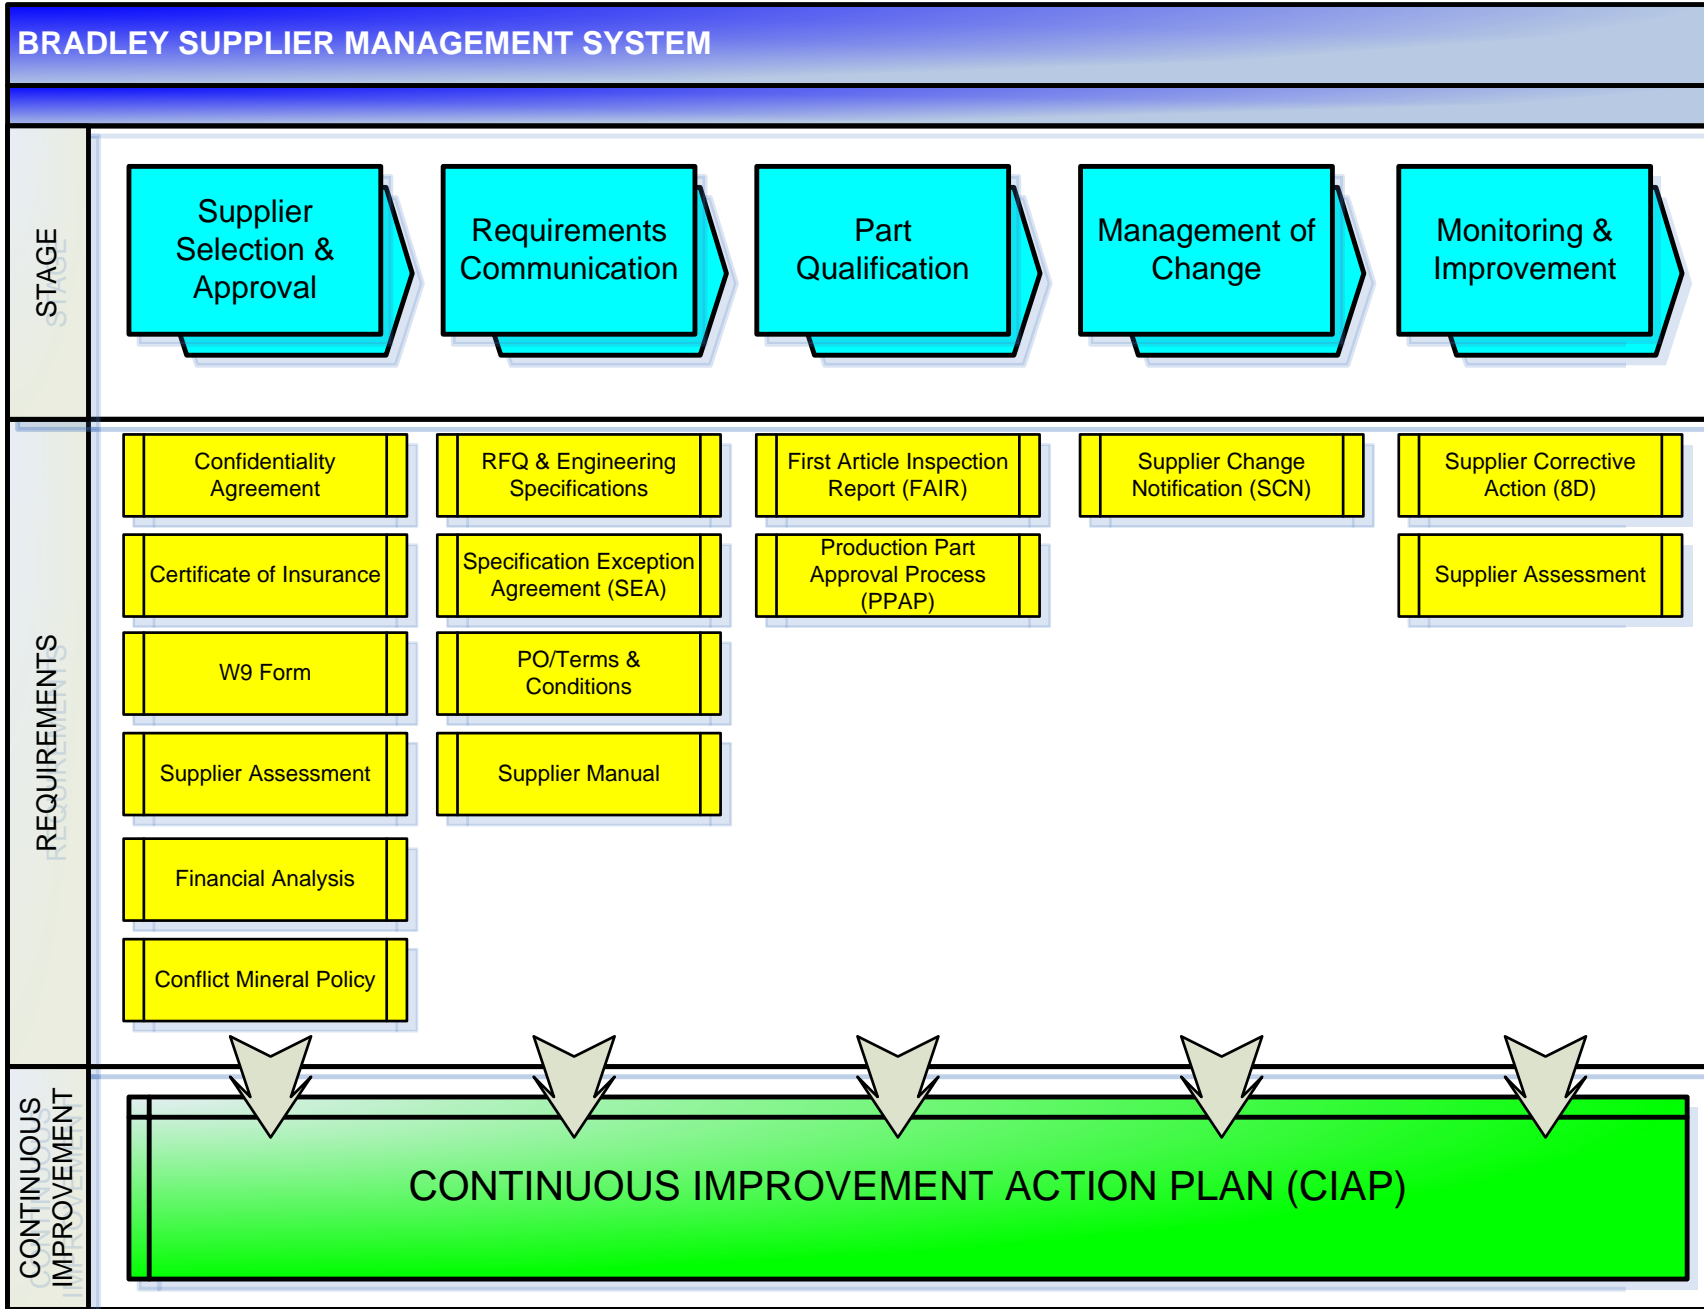 BRADLEY SUPPLIER MANAGEMENT SYSTEM
STAGE
Supplier
Selection &
Approval
Requirements
Communication
Part
Qualification
Management of
Change
Monitoring &
Improvement
REQUIREMENTS
Confidentiality
Agreement
Certificate of Insurance
W9 Form
Supplier Assessment
Financial Analysis
Conflict Mineral Policy
RFQ & Engineering
Specifications
Specification Exception
Agreement (SEA)
PO/Terms &
Conditions
Supplier Manual
First Article Inspection
Report (FAIR)
Production Part
Approval Process
(PPAP)
Supplier Change
Notification (SCN)
Supplier Corrective
Action (8D)
Supplier Assessment
CONTINUOUS
IMPROVEMENT
CONTINUOUS IMPROVEMENT ACTION PLAN (CIAP)